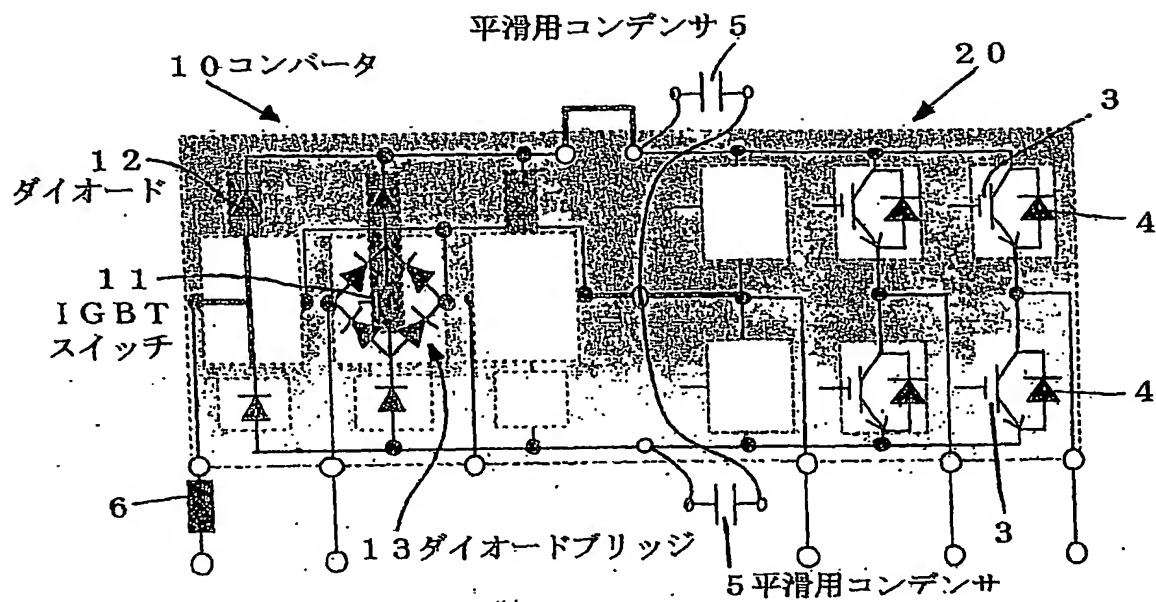 平滑用コンデンサ 5
10コンバータ
20
3
12
ダイオード
4
11
IGBT
スイッチ
4
6
3
13ダイオードブリッジ
5平滑用コンデンサ